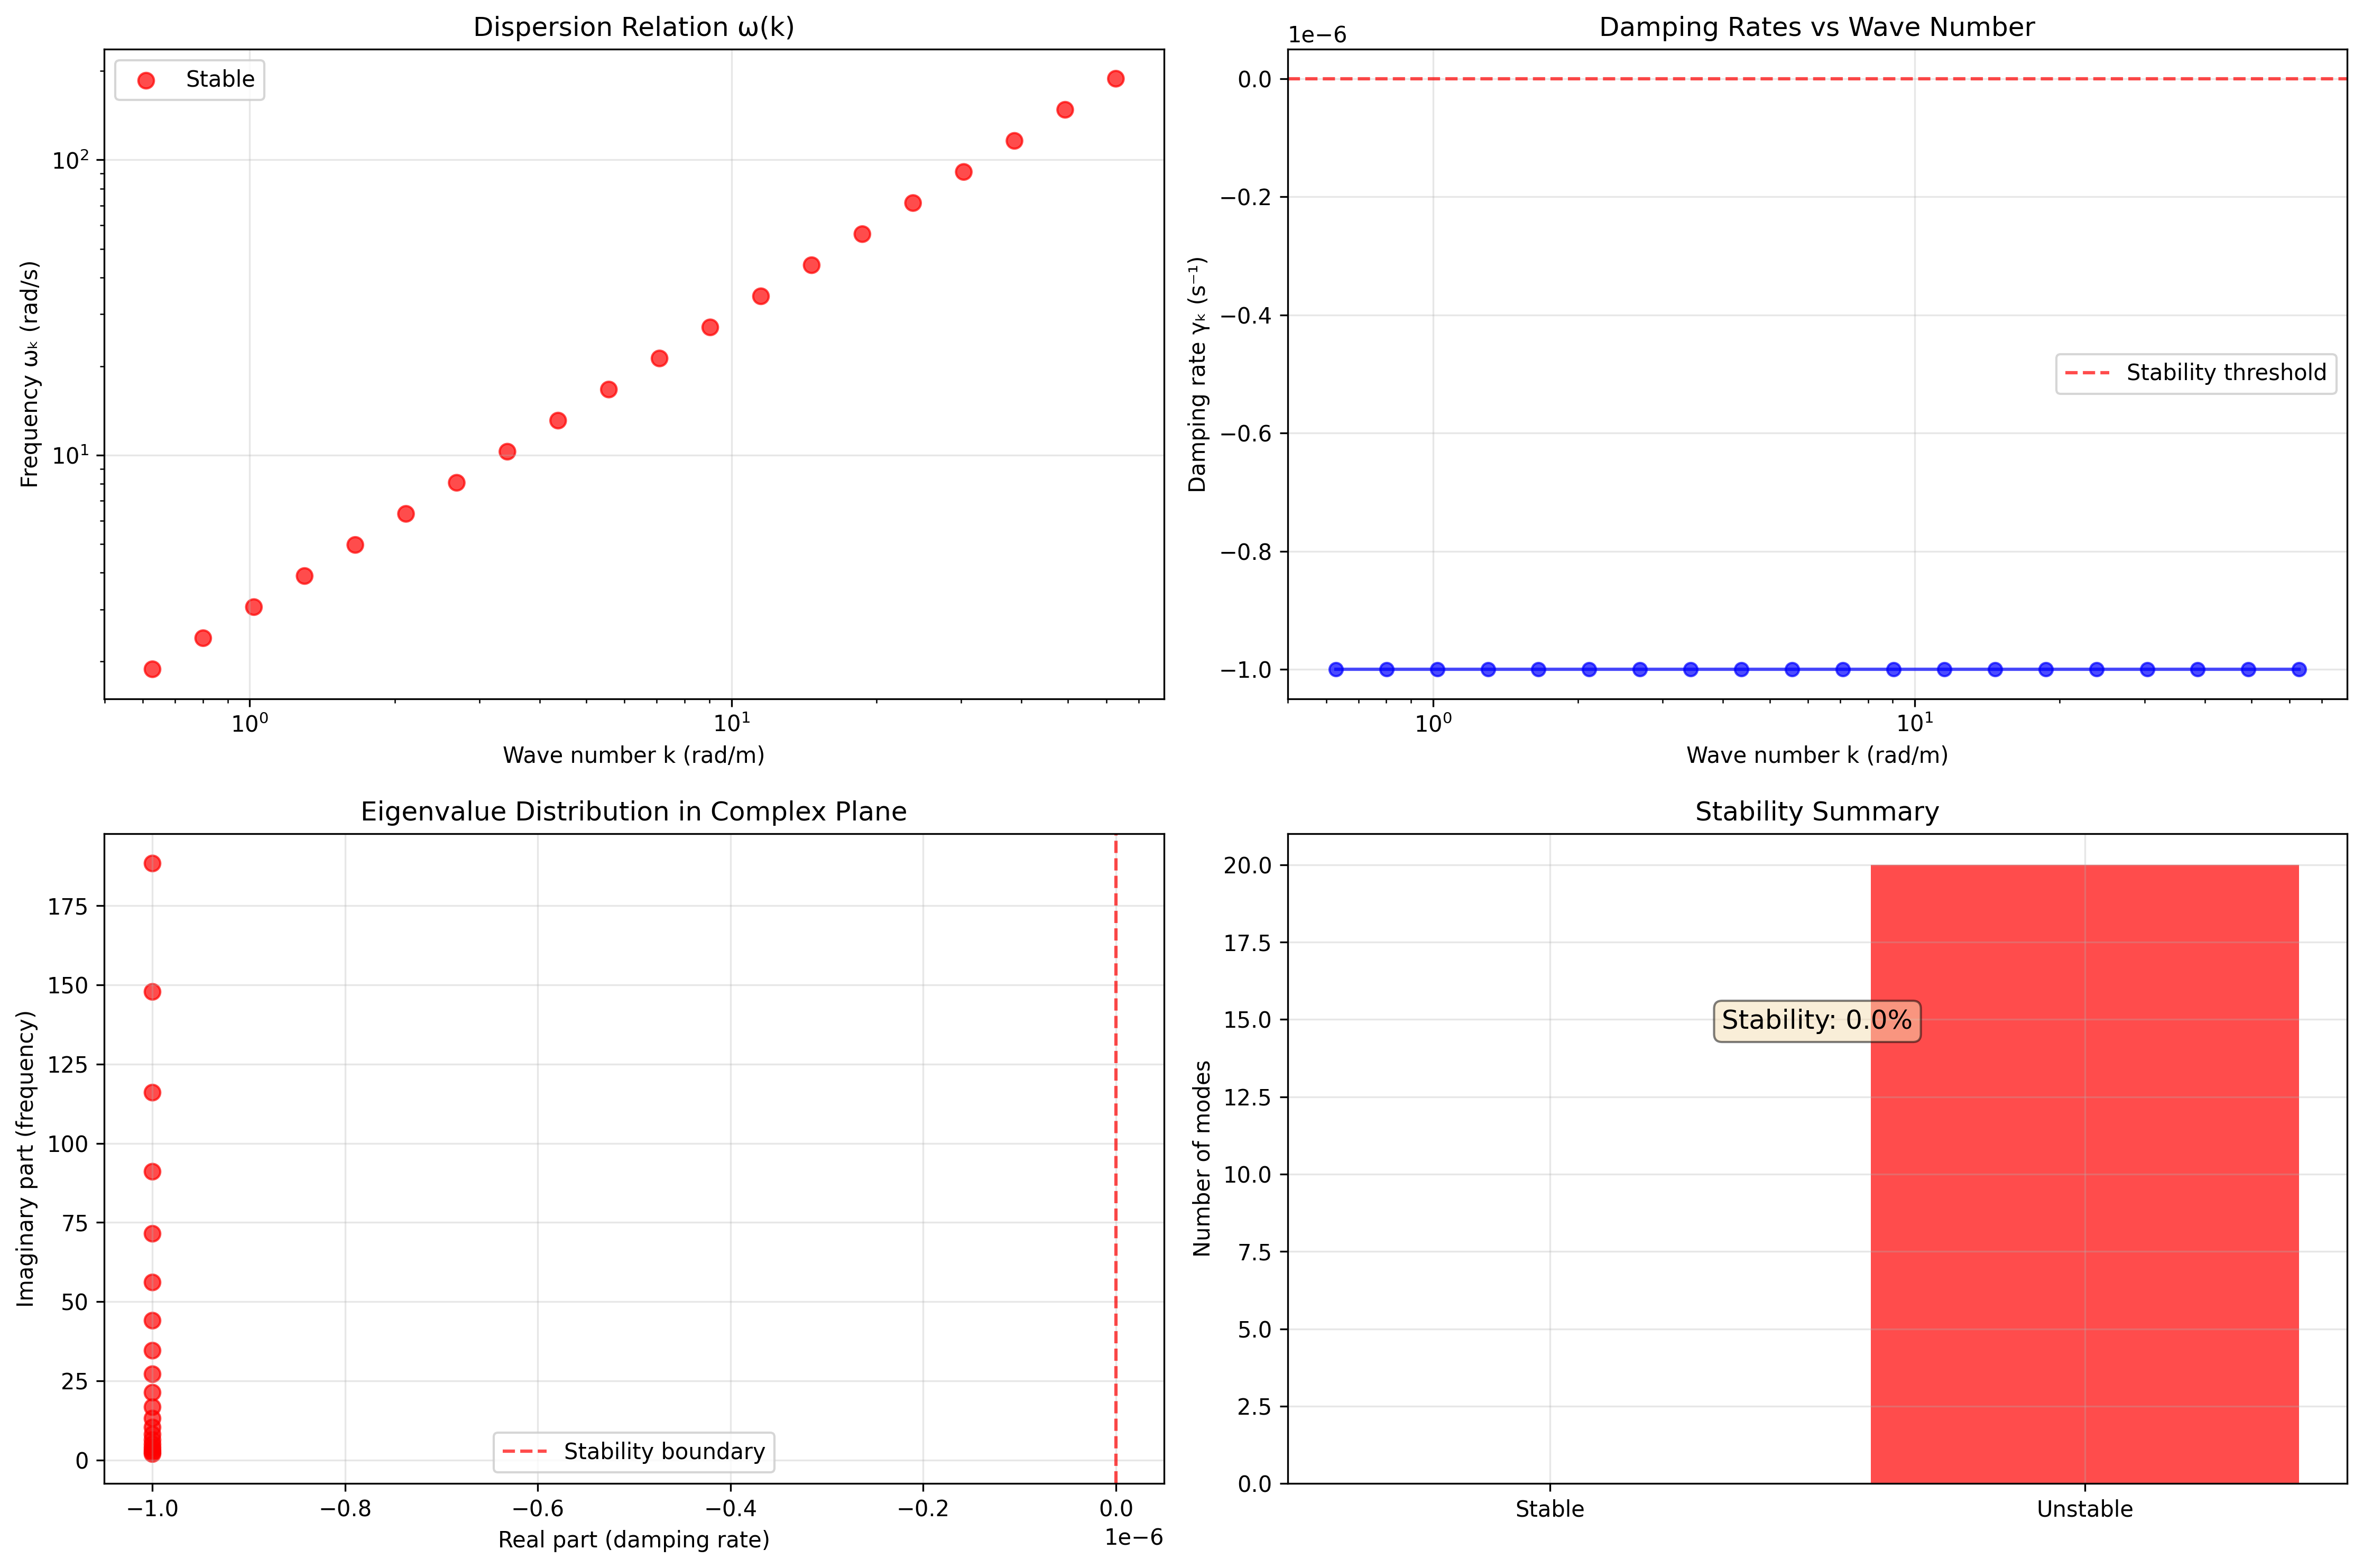 Dispersion Relation ω(k)
Stable
10²
10¹
Frequency ωₖ (rad/s)
10⁰
10¹
Wave number k (rad/m)
Damping Rates vs Wave Number
1e−6
0.0
−0.2
−0.4
−0.6
−0.8
−1.0
Damping rate γₖ (s⁻¹)
Stability threshold
10⁰
10¹
Wave number k (rad/m)
Eigenvalue Distribution in Complex Plane
175
150
125
100
75
50
25
0
Imaginary part (frequency)
Stability boundary
−1.0
−0.8
−0.6
−0.4
−0.2
0.0
1e−6
Real part (damping rate)
Stability Summary
20.0
17.5
15.0
12.5
10.0
7.5
5.0
2.5
0.0
Number of modes
Stability: 0.0%
Stable
Unstable